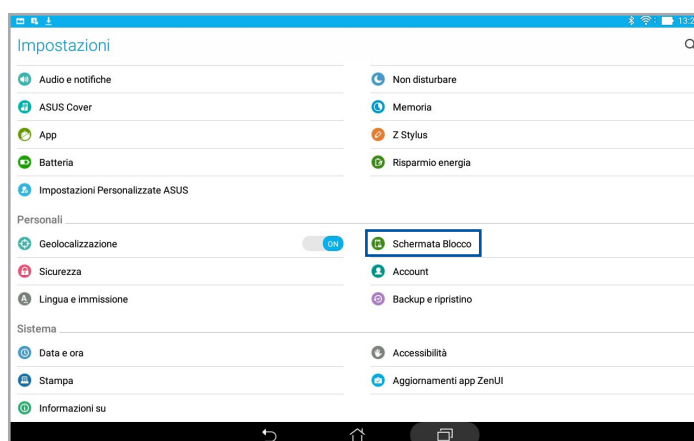 13:2
Impostazioni
Audio e notifiche
Non disturbare
ASUS Cover
Memoria
App
Z Stylus
Batteria
Risparmio energia
Impostazioni Personalizzate ASUS
Personali
Geolocalizzazione
ON
Schermata Blocco
Sicurezza
Account
Lingua e immissione
Backup e ripristino
Sistema
Data e ora
Accessibilità
Stampa
Aggiornamenti app ZenUI
Informazioni su